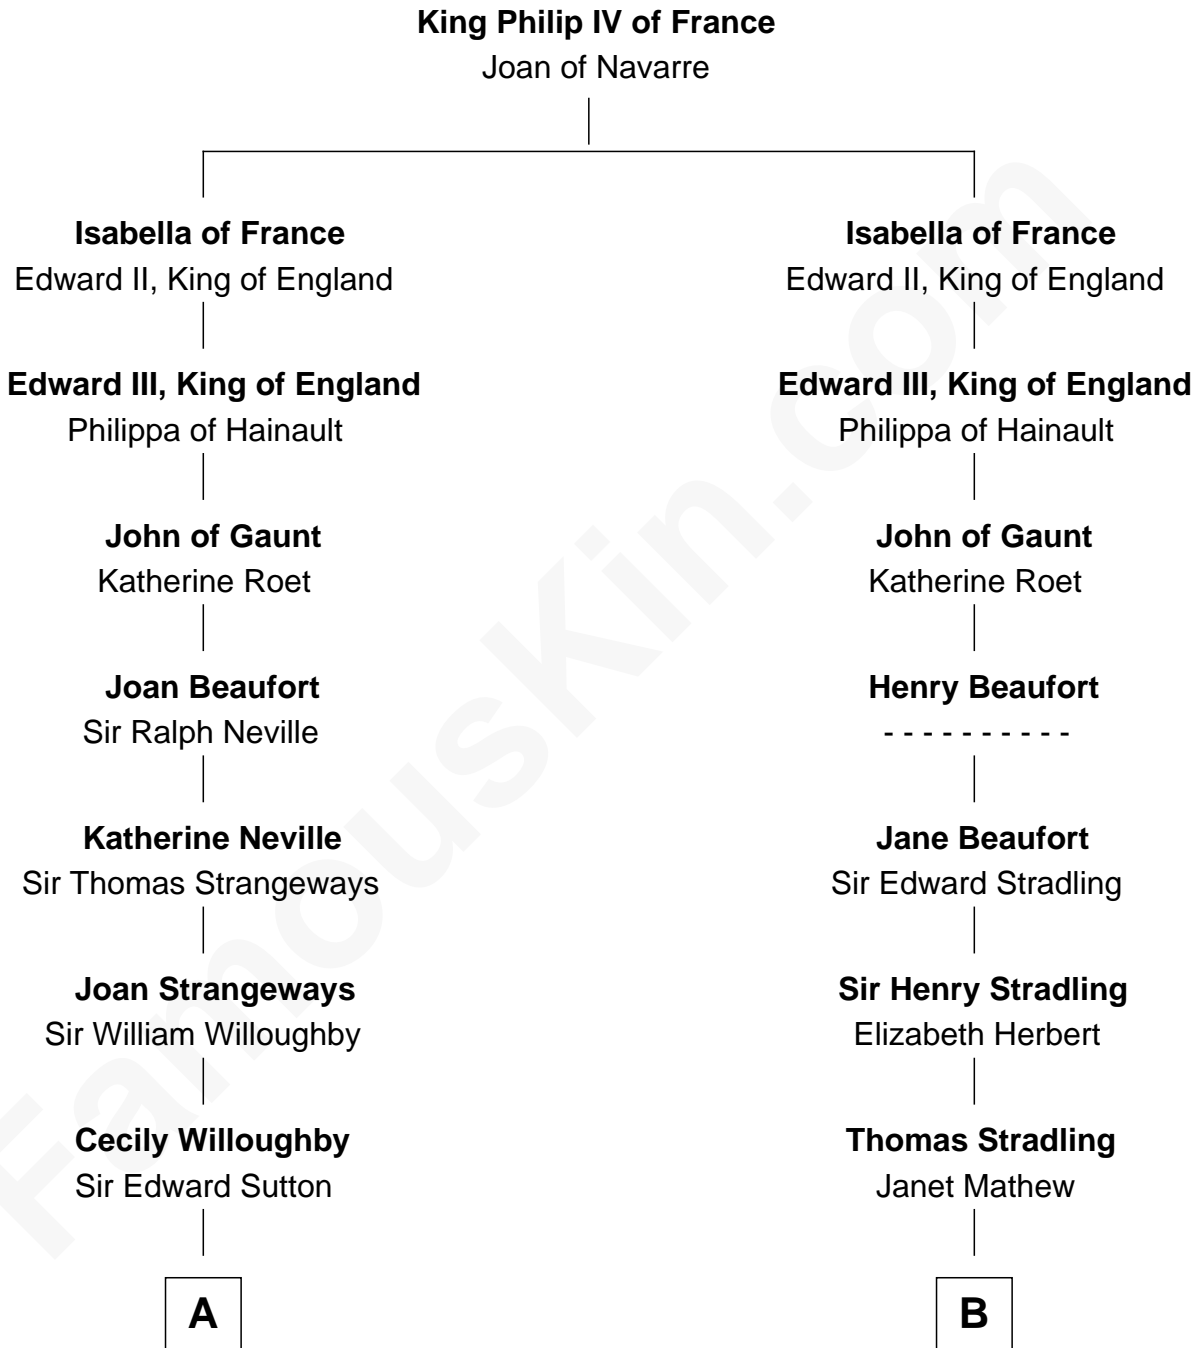 King Philip IV of France
Joan of Navarre
Isabella of France
Edward II, King of England
Edward III, King of England
Philippa of Hainault
John of Gaunt
Katherine Roet
Joan Beaufort
Sir Ralph Neville
Katherine Neville
Sir Thomas Strangeways
Joan Strangeways
Sir William Willoughby
Cecily Willoughby
Sir Edward Sutton
A
Isabella of France
Edward II, King of England
Edward III, King of England
Philippa of Hainault
John of Gaunt
Katherine Roet
Henry Beaufort
- - - - - - - - - -
Jane Beaufort
Sir Edward Stradling
Sir Henry Stradling
Elizabeth Herbert
Thomas Stradling
Janet Mathew
B
FamousKin.com